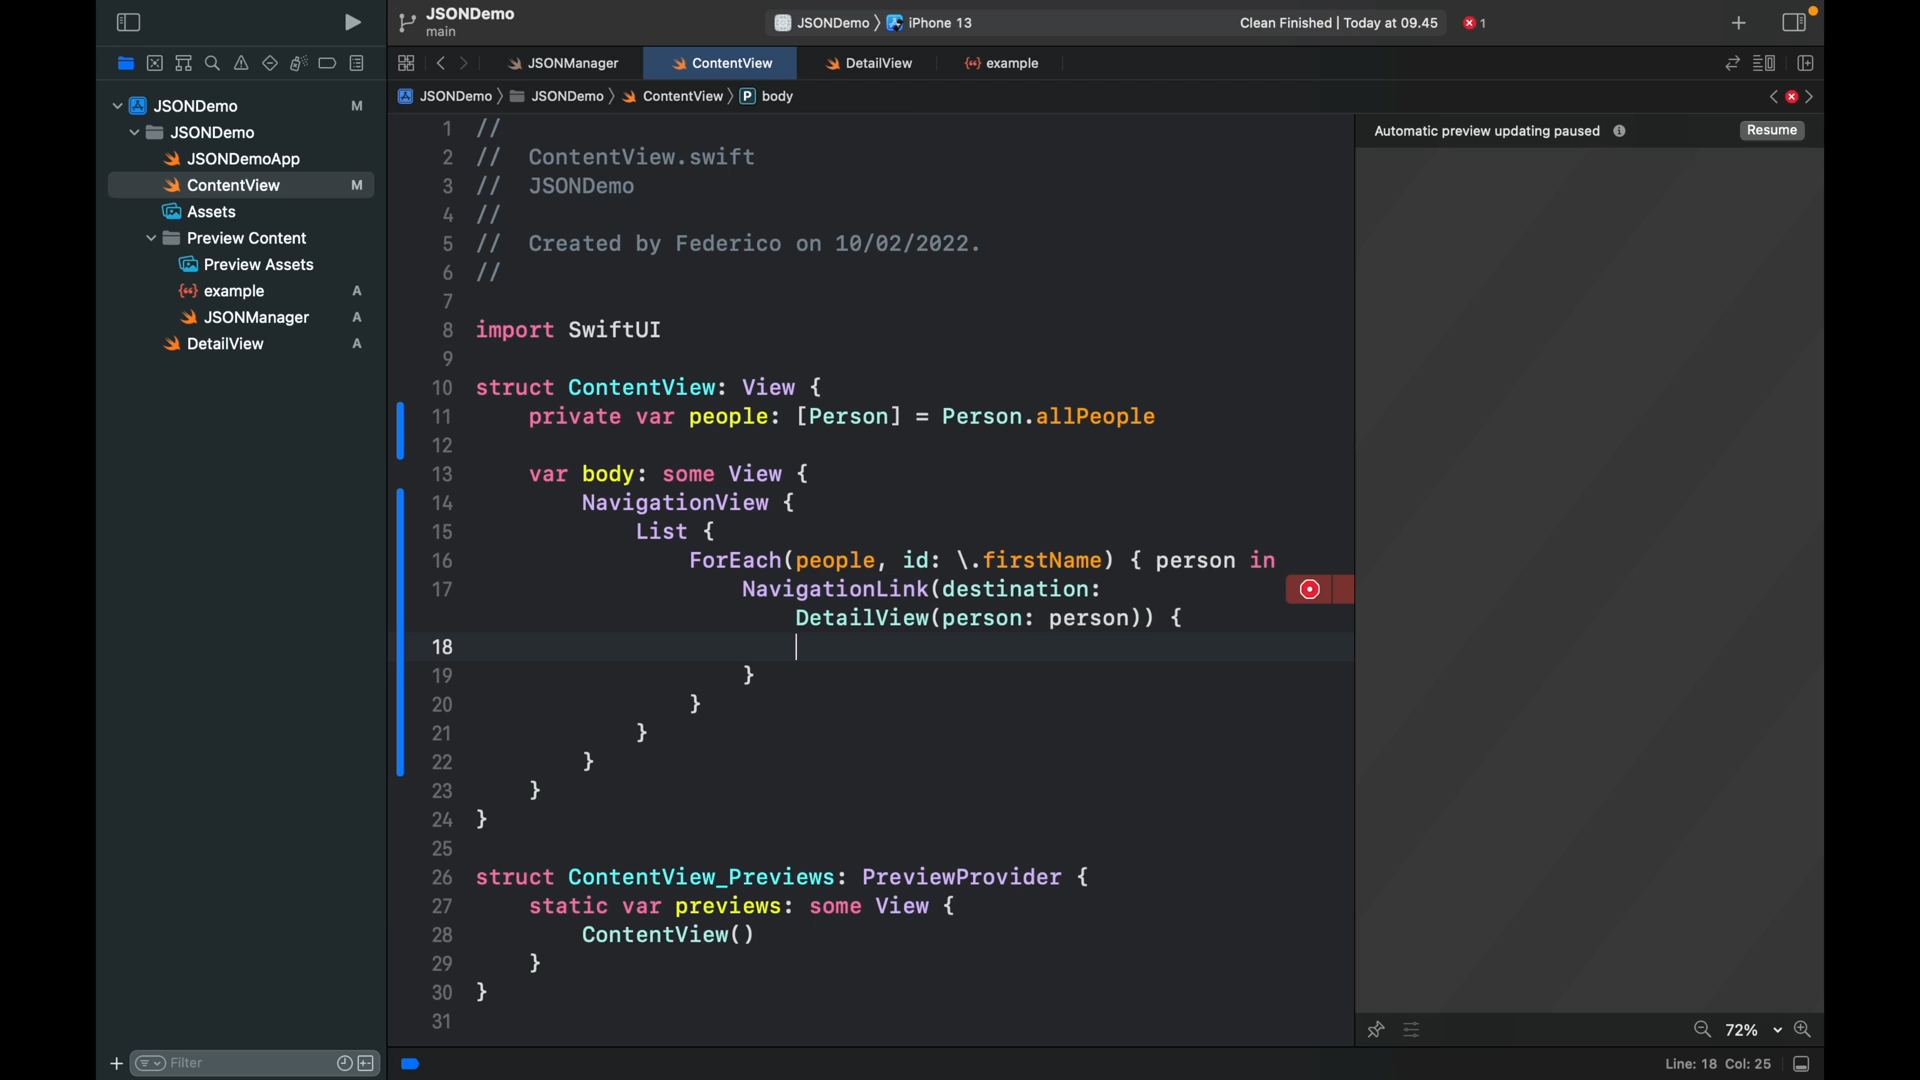 JSONDemo
main
JSONDemo
iPhone 13
Clean Finished | Today at 09.45
1
JSONManager
ContentView
DetailView
example
JSONDemo
JSONDemo
ContentView
P
body
JSONDemo
M
JSONDemo
JSONDemoApp
ContentView
M
Assets
Preview Content
Preview Assets
example
A
JSONManager
A
DetailView
A
1 //
2 //  ContentView.swift
3 //  JSONDemo
4 //
5 //  Created by Federico on 10/02/2022.
6 //
7
8 import SwiftUI
9
10 struct ContentView: View {
11     private var people: [Person] = Person.allPeople
12
13     var body: some View {
14         NavigationView {
15             List {
16                 ForEach(people, id: \.firstName) { person in
17                     NavigationLink(destination:
DetailView(person: person)) {
18
19                     }
20                 }
21             }
22         }
23     }
24 }
25
26 struct ContentView_Previews: PreviewProvider {
27     static var previews: some View {
28         ContentView()
29     }
30 }
31
Automatic preview updating paused
Resume
72%
Filter
Line: 18 Col: 25